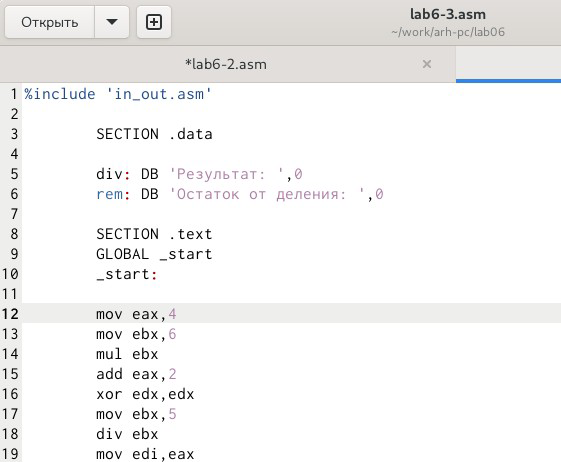 Открыть
lab6-3.asm
~/work/arh-pc/lab06
*lab6-2.asm
1 %include 'in_out.asm'
2
3 SECTION .data
4
5 div: DB 'Результат: ',0
6 rem: DB 'Остаток от деления: ',0
7
8 SECTION .text
9 GLOBAL _start
10 _start:
11
12 mov eax,4
13 mov ebx,6
14 mul ebx
15 add eax,2
16 xor edx,edx
17 mov ebx,5
18 div ebx
19 mov edi,eax